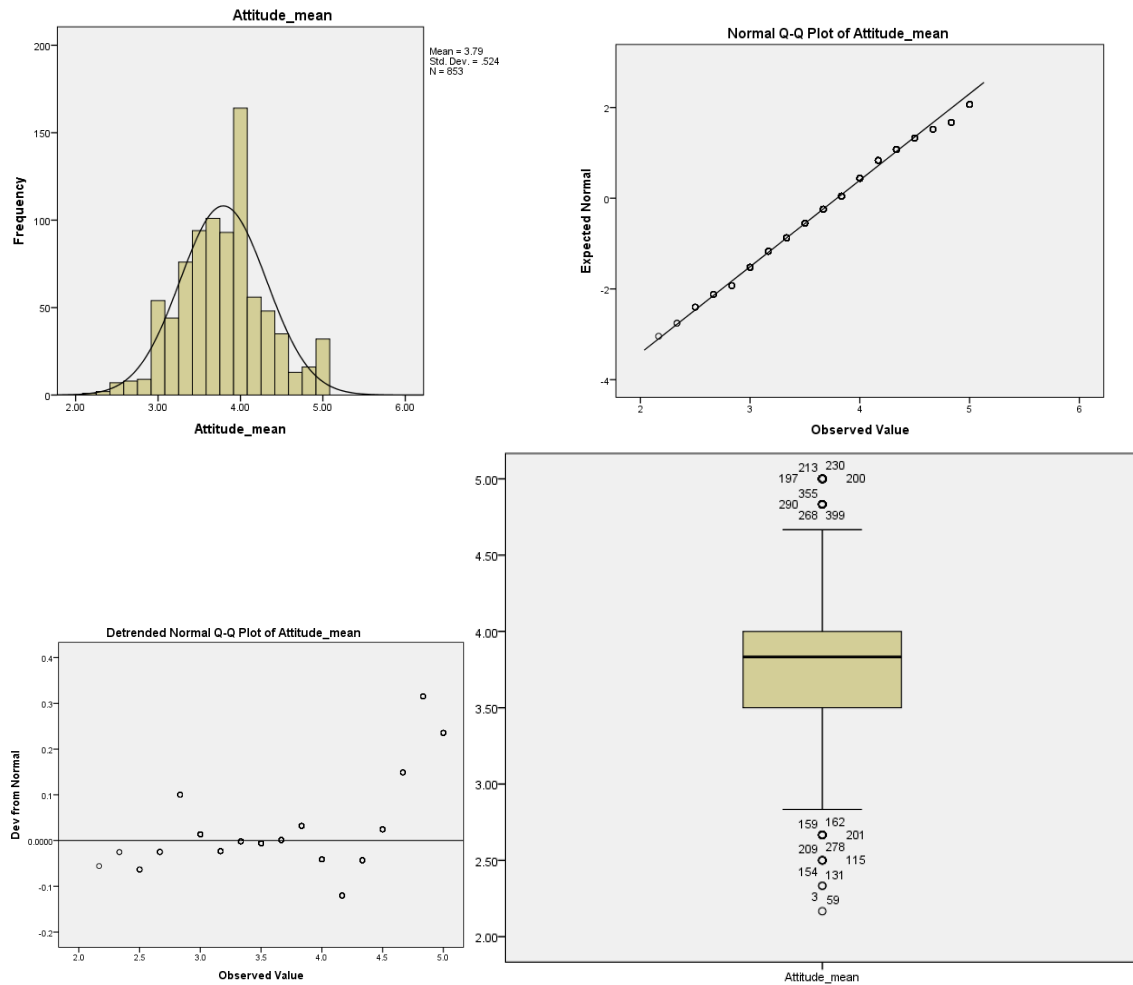 Attitude_mean
Mean = 3.79
Std. Dev. = .524
N = 853
200
150
100
50
0
Frequency
2.00 3.00 4.00 5.00 6.00
Attitude_mean
Normal Q-Q Plot of Attitude_mean
2
0
-2
-4
Expected Normal
2 3 4 5 6
Observed Value
Detrended Normal Q-Q Plot of Attitude_mean
0.4
0.3
0.2
0.1
0.0000
-0.1
-0.2
Dev from Normal
2.0 2.5 3.0 3.5 4.0 4.5 5.0
Observed Value
5.00
4.50
4.00
3.50
3.00
2.50
2.00
213 230
197 200
355
290
268 399
159 162
201
209 278
115
154 131
3 59
Attitude_mean